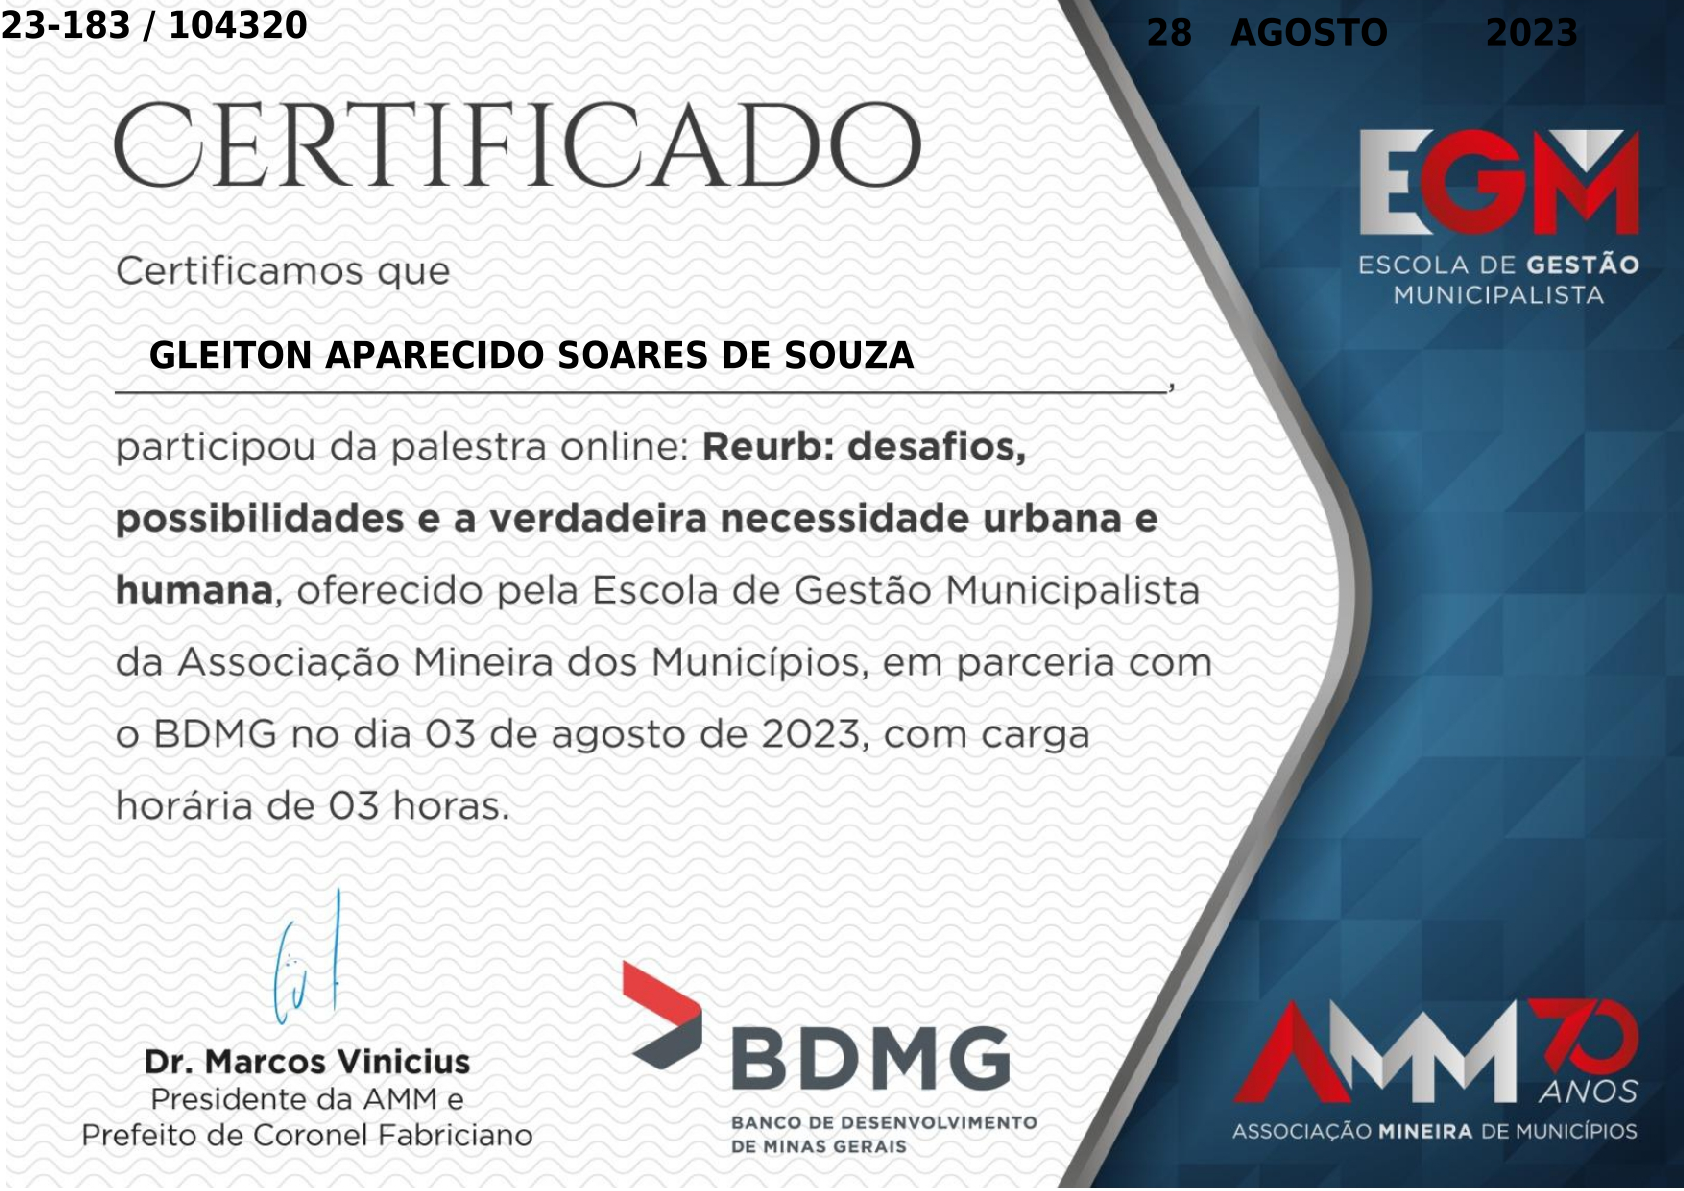 23-183 / 104320
28 AGOSTO 2023
CERTIFICADO
EGM
ESCOLA DE GESTÃO
MUNICIPALISTA
Certificamos que
GLEITON APARECIDO SOARES DE SOUZA
,
participou da palestra online: Reurb: desafios,
possibilidades e a verdadeira necessidade urbana e
humana, oferecido pela Escola de Gestão Municipalista
da Associação Mineira dos Municípios, em parceria com
o BDMG no dia 03 de agosto de 2023, com carga
horária de 03 horas.
Dr. Marcos Vinicius
Presidente da AMM e
Prefeito de Coronel Fabriciano
BDMG
BANCO DE DESENVOLVIMENTO
DE MINAS GERAIS
AMM 70
ANOS
ASSOCIAÇÃO MINEIRA DE MUNICÍPIOS